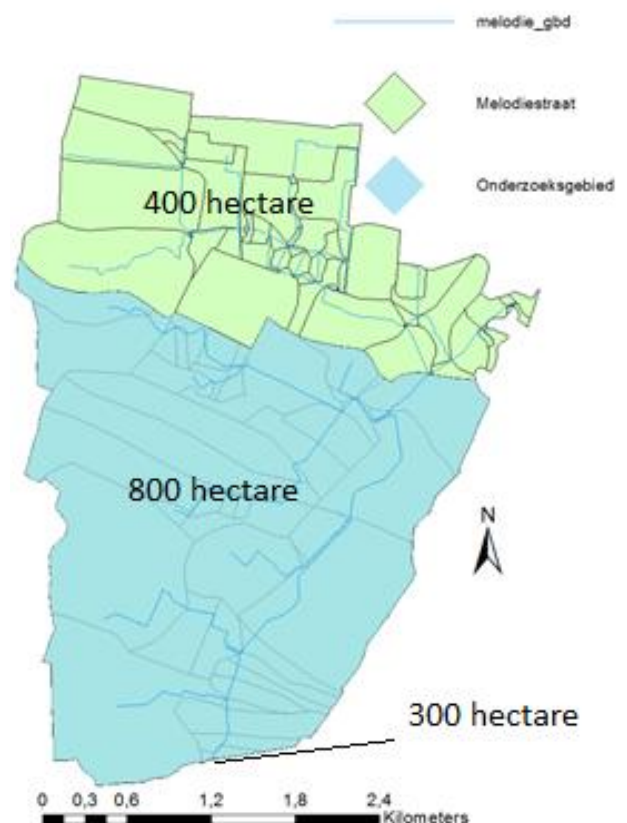 melodie_gbd
Melodiestraat
Onderzoeksgebied
400 hectare
800 hectare
N
300 hectare
0 0,3 0,6 1,2 1,8 2,4
Kilometers